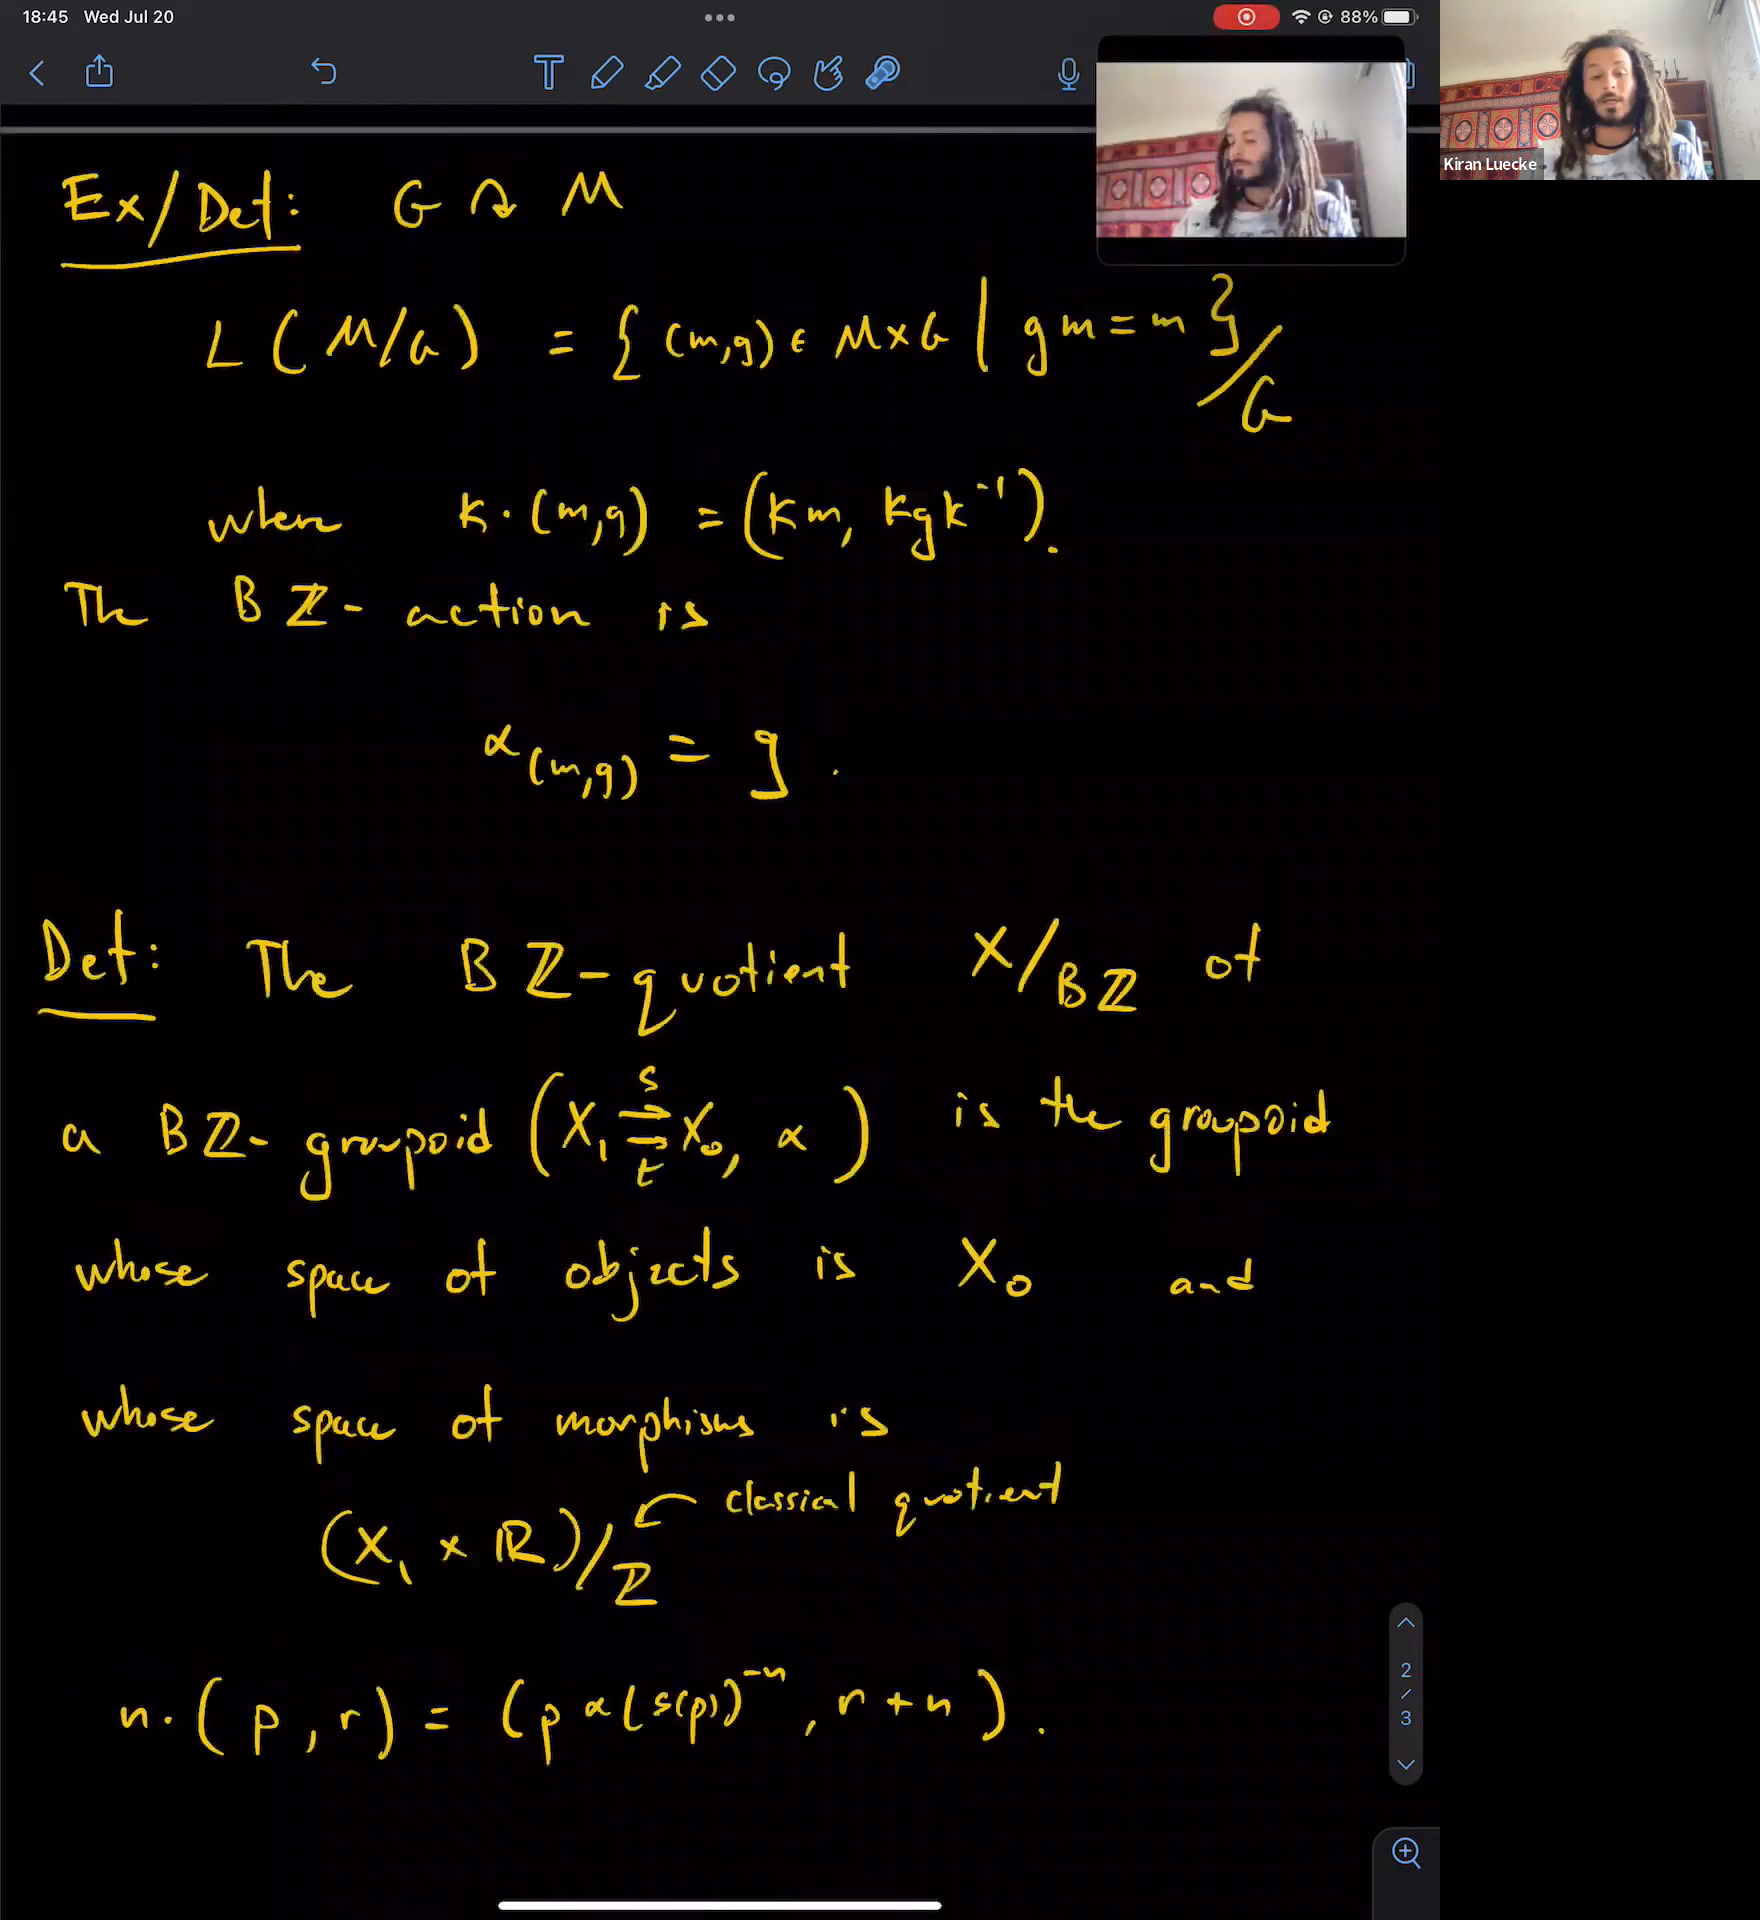 18:45 Wed Jul 20
88%
Kiran Luecke
Ex/Def: G ↷ M
L(M/G) = {(m,g) ∈ M×G | gm = m}/G
where k·(m,g) = (km, kgk⁻¹).
The Bℤ-action is
α₍m,g₎ = g.
Def: The Bℤ-quotient X/Bℤ of
a Bℤ-groupoid (X₁ ⇉ X₀, α) is the groupoid
s
t
whose space of objects is X₀ and
whose space of morphisms is
(X₁ × ℝ)/ℤ classical quotient
n·(p, r) = (p α(s(p))⁻ⁿ, r + n).
2
/
3